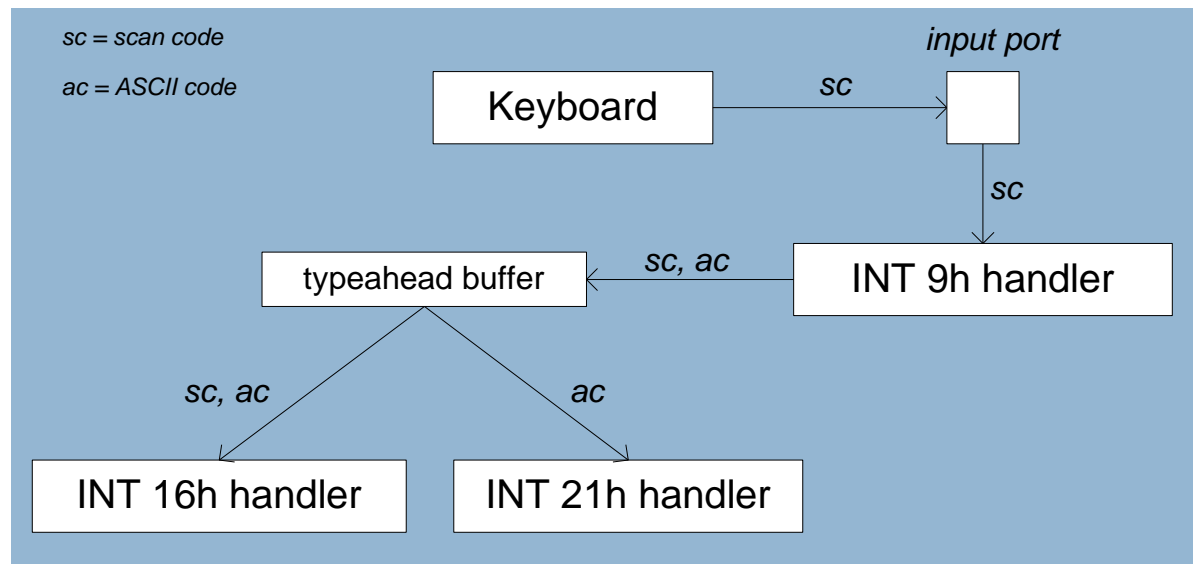 sc = scan code
ac = ASCII code
input port
Keyboard
sc
sc
typeahead buffer
sc, ac
INT 9h handler
sc, ac
ac
INT 16h handler
INT 21h handler